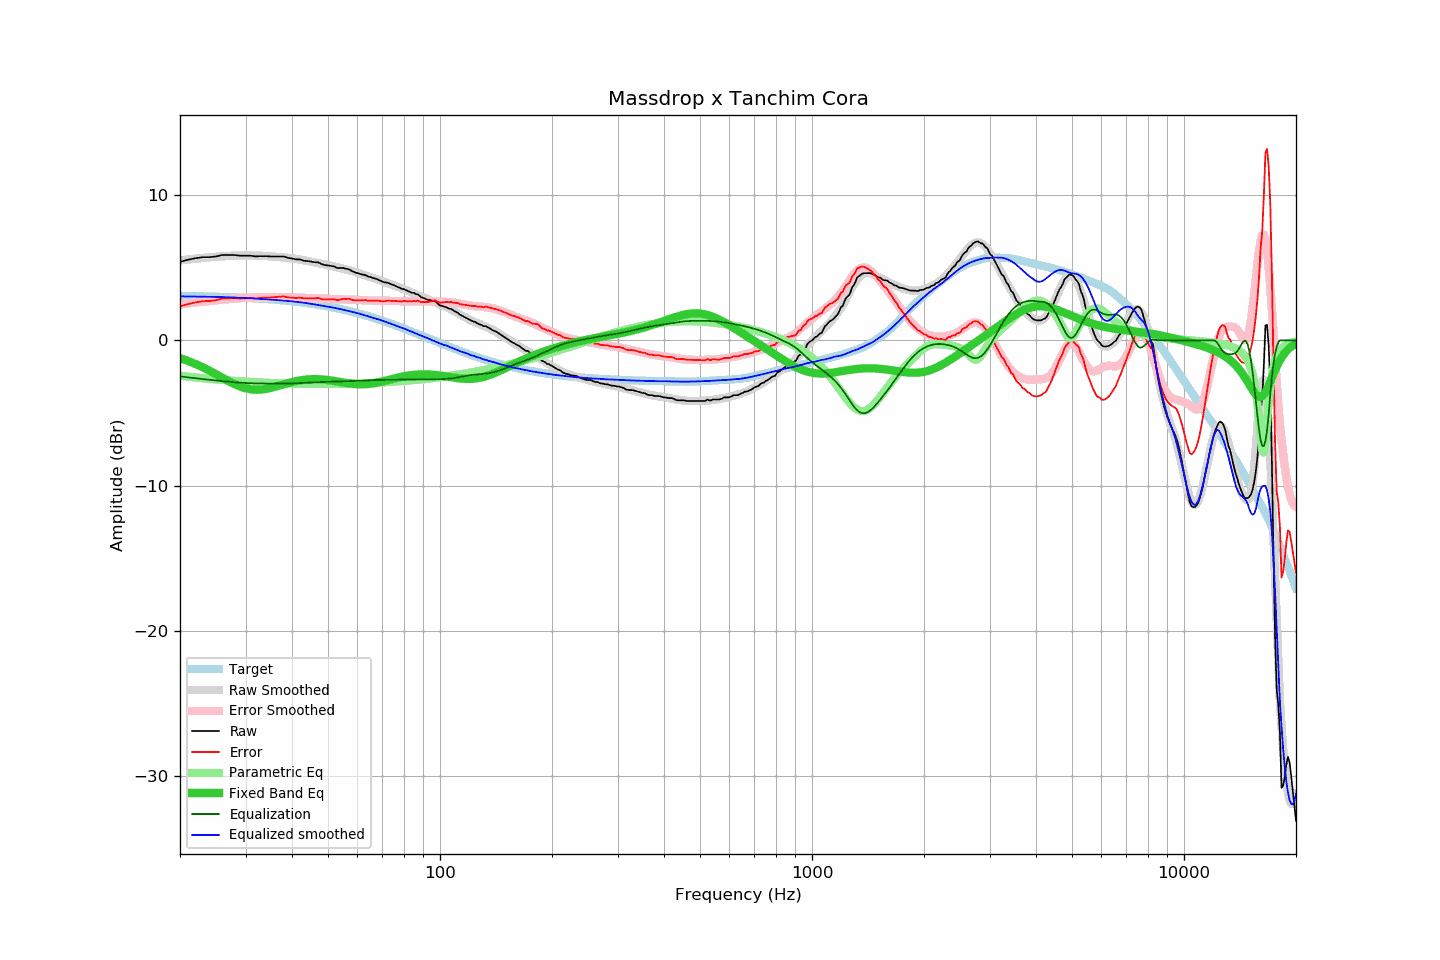 Massdrop x Tanchim Cora
Amplitude (dBr)
10
0
−10
−20
−30
Target
Raw Smoothed
Error Smoothed
Raw
Error
Parametric Eq
Fixed Band Eq
Equalization
Equalized smoothed
100
1000
10000
Frequency (Hz)